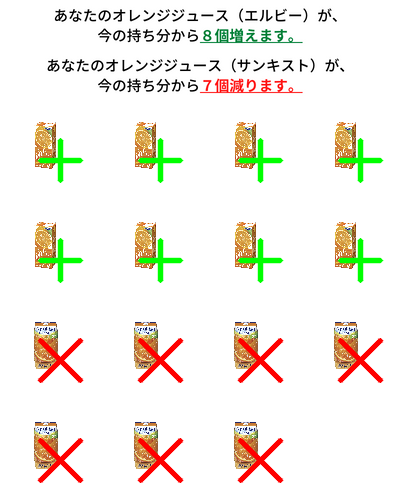 あなたのオレンジジュース（エルビー）が、
今の持ち分から８個増えます。
あなたのオレンジジュース（サンキスト）が、
今の持ち分から７個減ります。